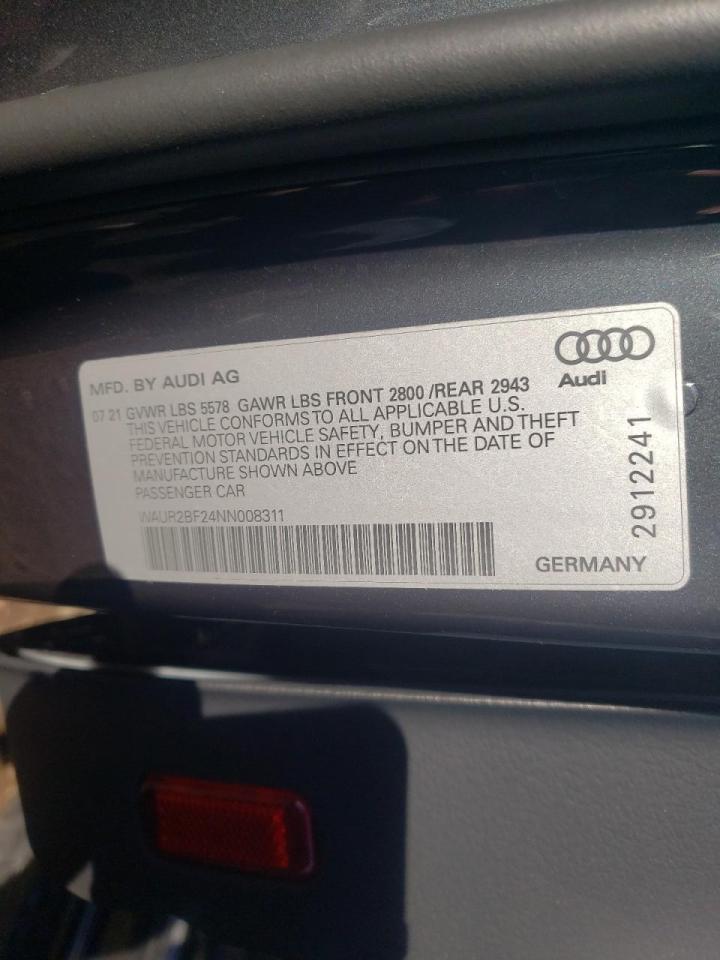 MFD. BY AUDI AG
Audi
07 21 GVWR LBS 5578 GAWR LBS FRONT 2800 /REAR 2943
THIS VEHICLE CONFORMS TO ALL APPLICABLE U.S.
FEDERAL MOTOR VEHICLE SAFETY, BUMPER AND THEFT
PREVENTION STANDARDS IN EFFECT ON THE DATE OF
MANUFACTURE SHOWN ABOVE
PASSENGER CAR
WAUR2BF24NN008311
2912241
GERMANY